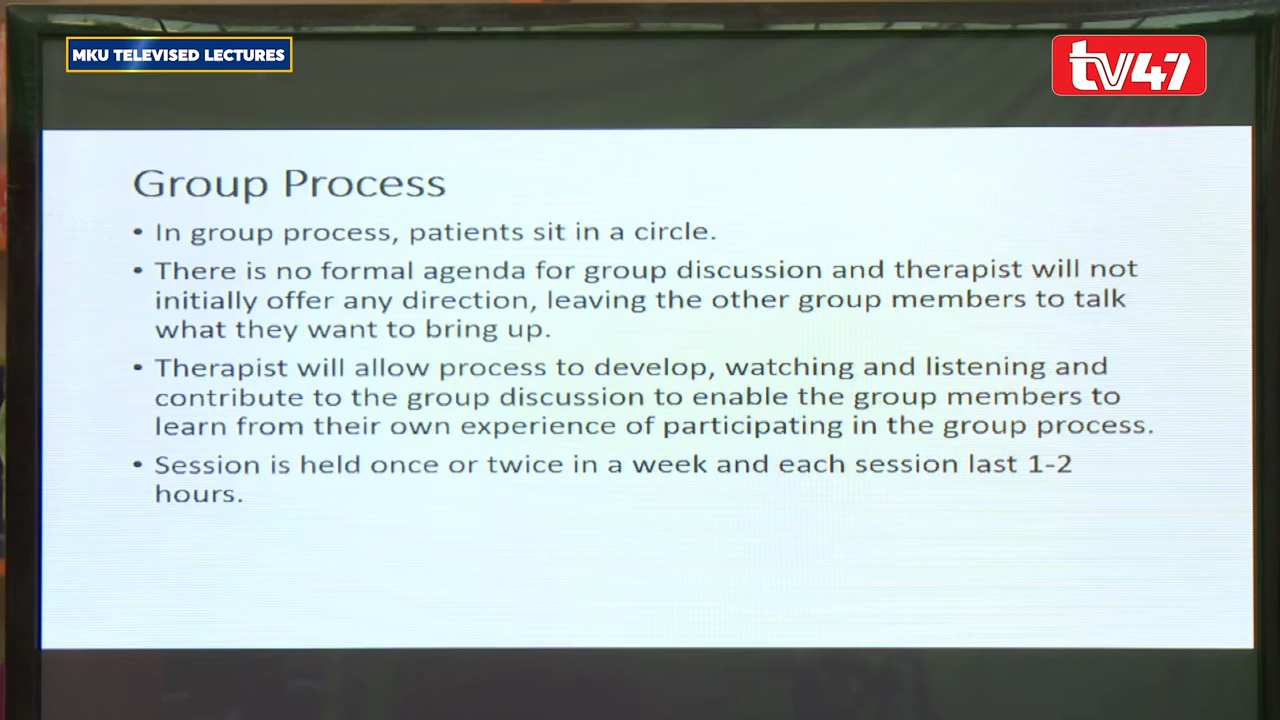 MKU TELEVISED LECTURES
tv47
Group Process
• In group process, patients sit in a circle.
• There is no formal agenda for group discussion and therapist will not
initially offer any direction, leaving the other group members to talk
what they want to bring up.
• Therapist will allow process to develop, watching and listening and
contribute to the group discussion to enable the group members to
learn from their own experience of participating in the group process.
• Session is held once or twice in a week and each session last 1-2
hours.